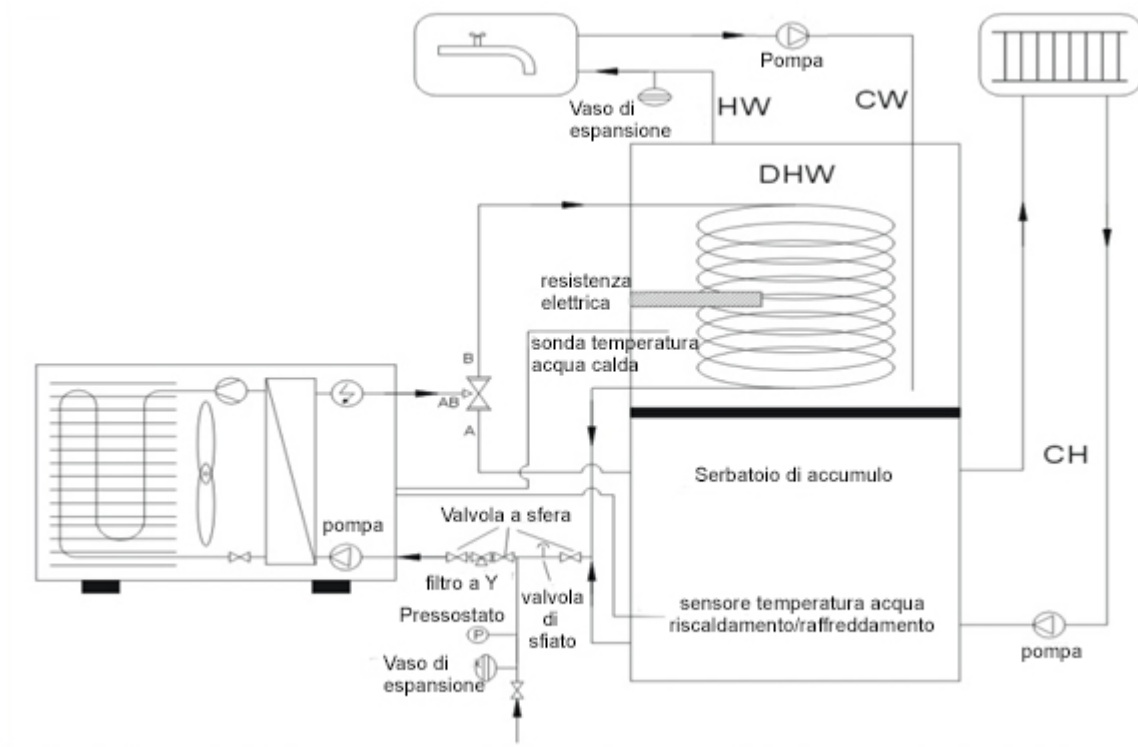 Pompa
Vaso di
espansione
HW
CW
DHW
resistenza
elettrica
sonda temperatura
acqua calda
B
AB
A
Serbatoio di accumulo
CH
Valvola a sfera
pompa
filtro a Y
valvola
di
sfiato
Pressostato
P
Vaso di
espansione
sensore temperatura acqua
riscaldamento/raffreddamento
pompa